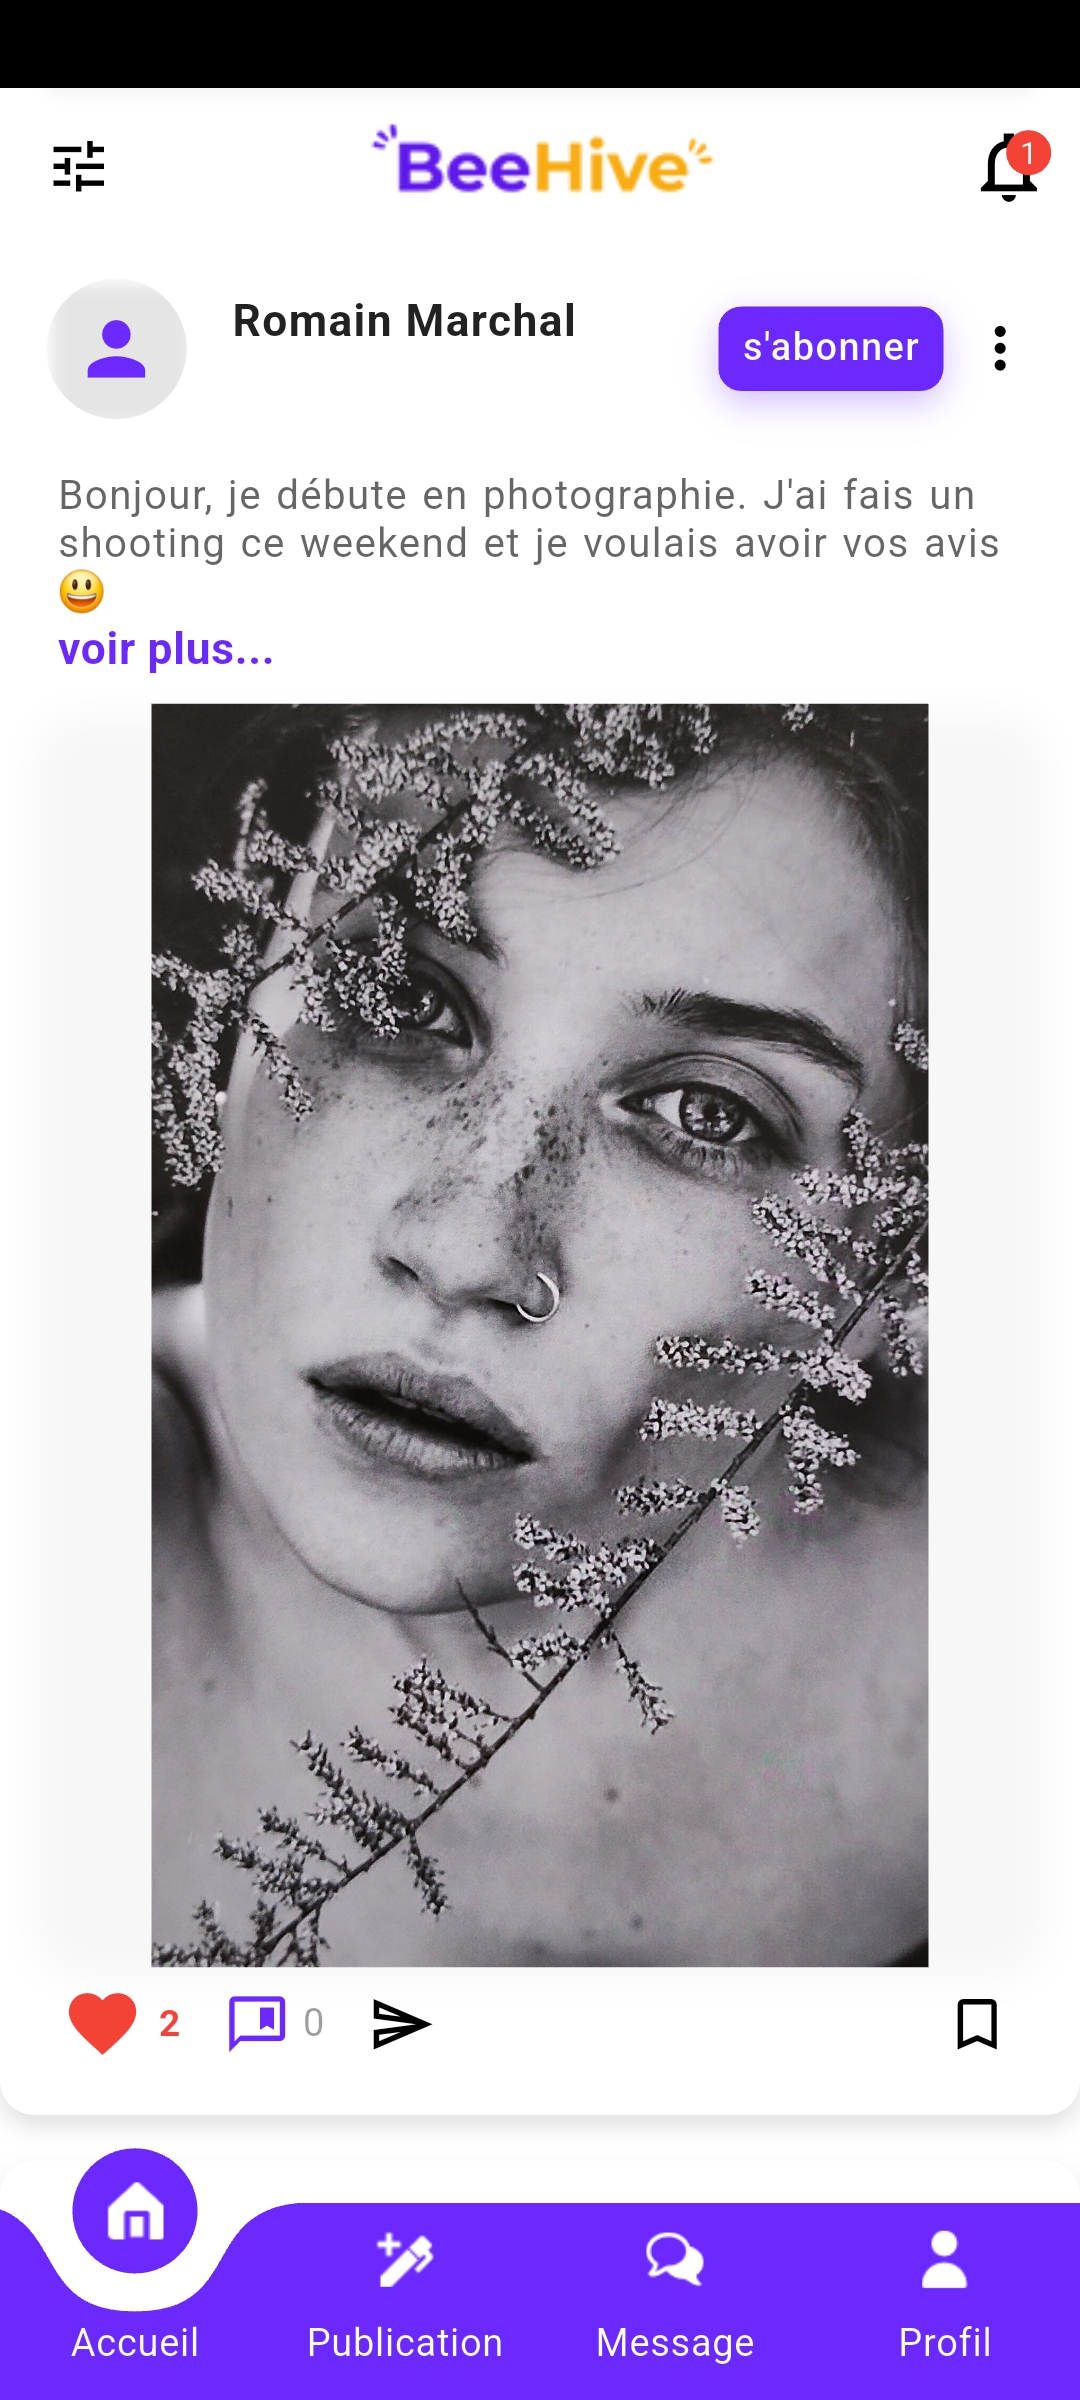 BeeHive
1
Romain Marchal
s'abonner
Bonjour, je débute en photographie. J'ai fais un
shooting ce weekend et je voulais avoir vos avis
😃
voir plus...
2
0
Accueil
Publication
Message
Profil